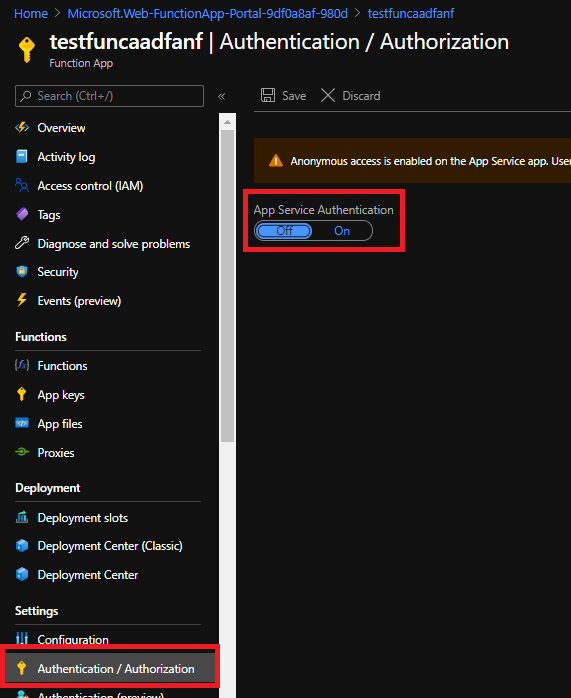 Home > Microsoft.Web-FunctionApp-Portal-9df0a8af-980d > testfuncaadfanf
testfuncaadfanf | Authentication / Authorization
Function App
Search (Ctrl+/)
«
Save
Discard
Overview
Activity log
Access control (IAM)
Tags
Diagnose and solve problems
Security
Events (preview)
Functions
Functions
App keys
App files
Proxies
Deployment
Deployment slots
Deployment Center (Classic)
Deployment Center
Settings
Configuration
Authentication / Authorization
Authentication (preview)
Anonymous access is enabled on the App Service app. User
App Service Authentication
Off On